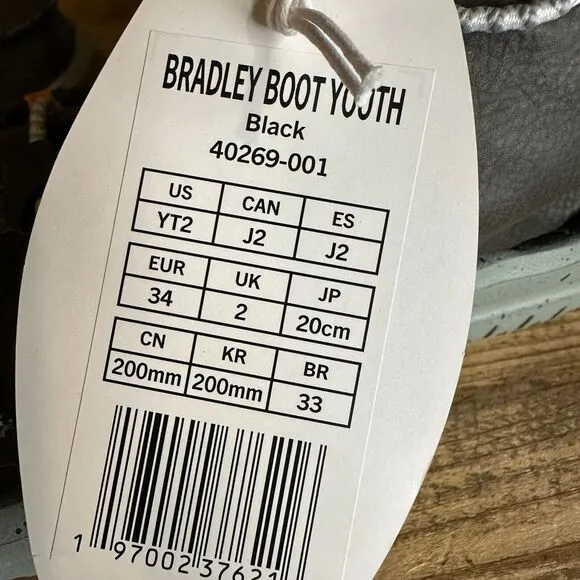 BRADLEY BOOT YOUTH
Black
40269-001
US CAN ES
YT2 J2 J2
EUR UK JP
34 2 20cm
CN KR BR
200mm 200mm 33
1 97002 37621